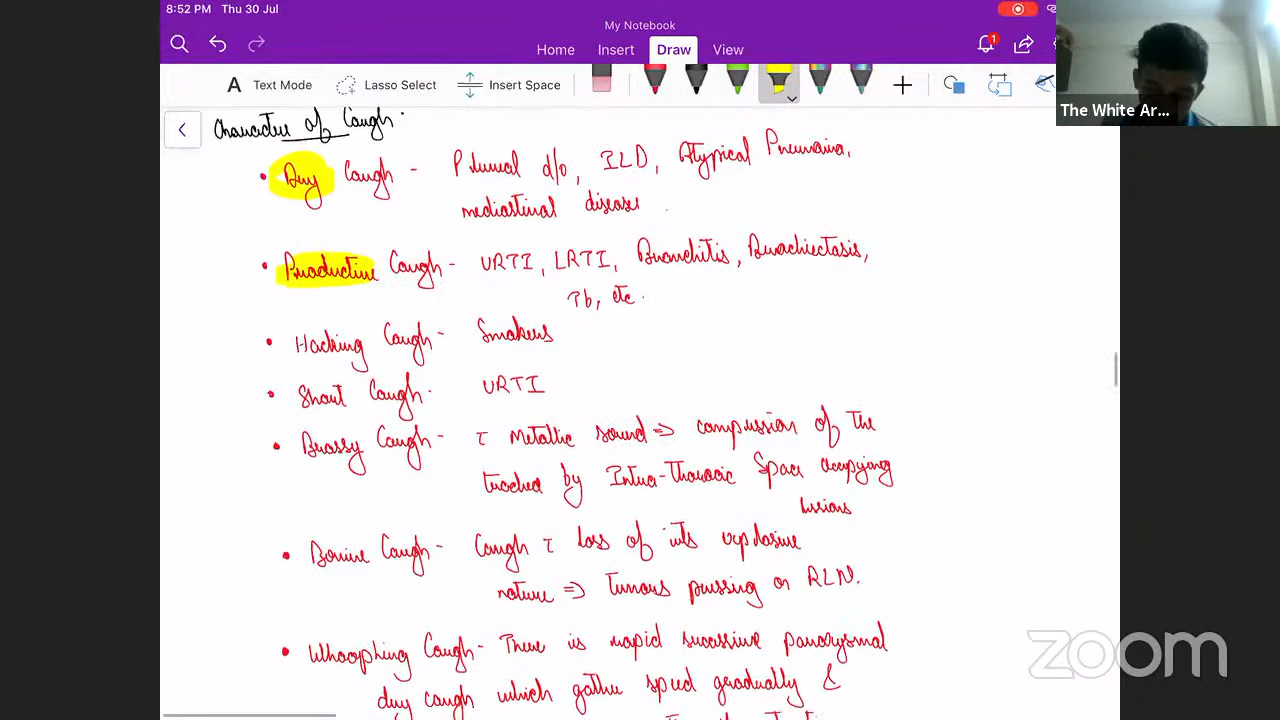 8:52 PM Thu 30 Jul
My Notebook
Home Insert Draw View
1
A Text Mode Lasso Select Insert Space
The White Ar...
Character of Cough.
• Dry Cough - Pleural d/o, ILD, Atypical Pneumonia,
mediastinal disease.
• Productive Cough - URTI, LRTI, Bronchitis, Bronchiectasis,
Tb, etc.
• Hacking Cough - Smokers
• Short Cough - URTI
• Brassy Cough - c Metallic sound ⇒ compression of the
trachea by Intra-Thoracic Space occupying
lesions
• Bovine Cough - Cough c loss of its explosive
nature ⇒ Tumors pressing on RLN.
• Whoophing Cough - There is rapid successive paroxysmal
dry cough which gather speed gradually &
zoom